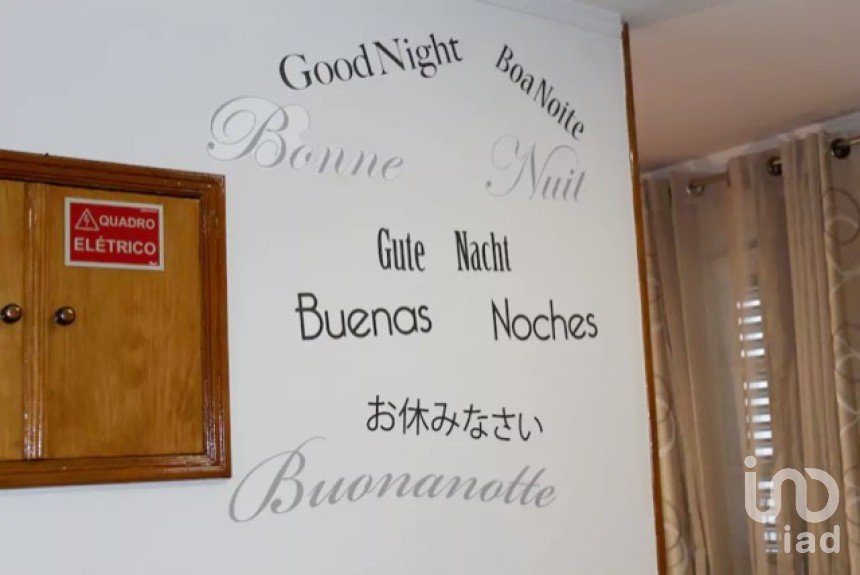 Good Night
Boa Noite
Bonne Nuit
QUADRO
ELÉTRICO
Gute Nacht
Buenas Noches
お休みなさい
Buonanotte
iad